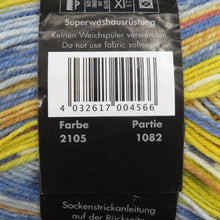 Superwashausrüstung
Keinen Weichspüler verwenden
Do not use fabric softener
4 032617 004566
Farbe Partie
2105 1082
Sockenstrickanleitung
auf der Rückseite